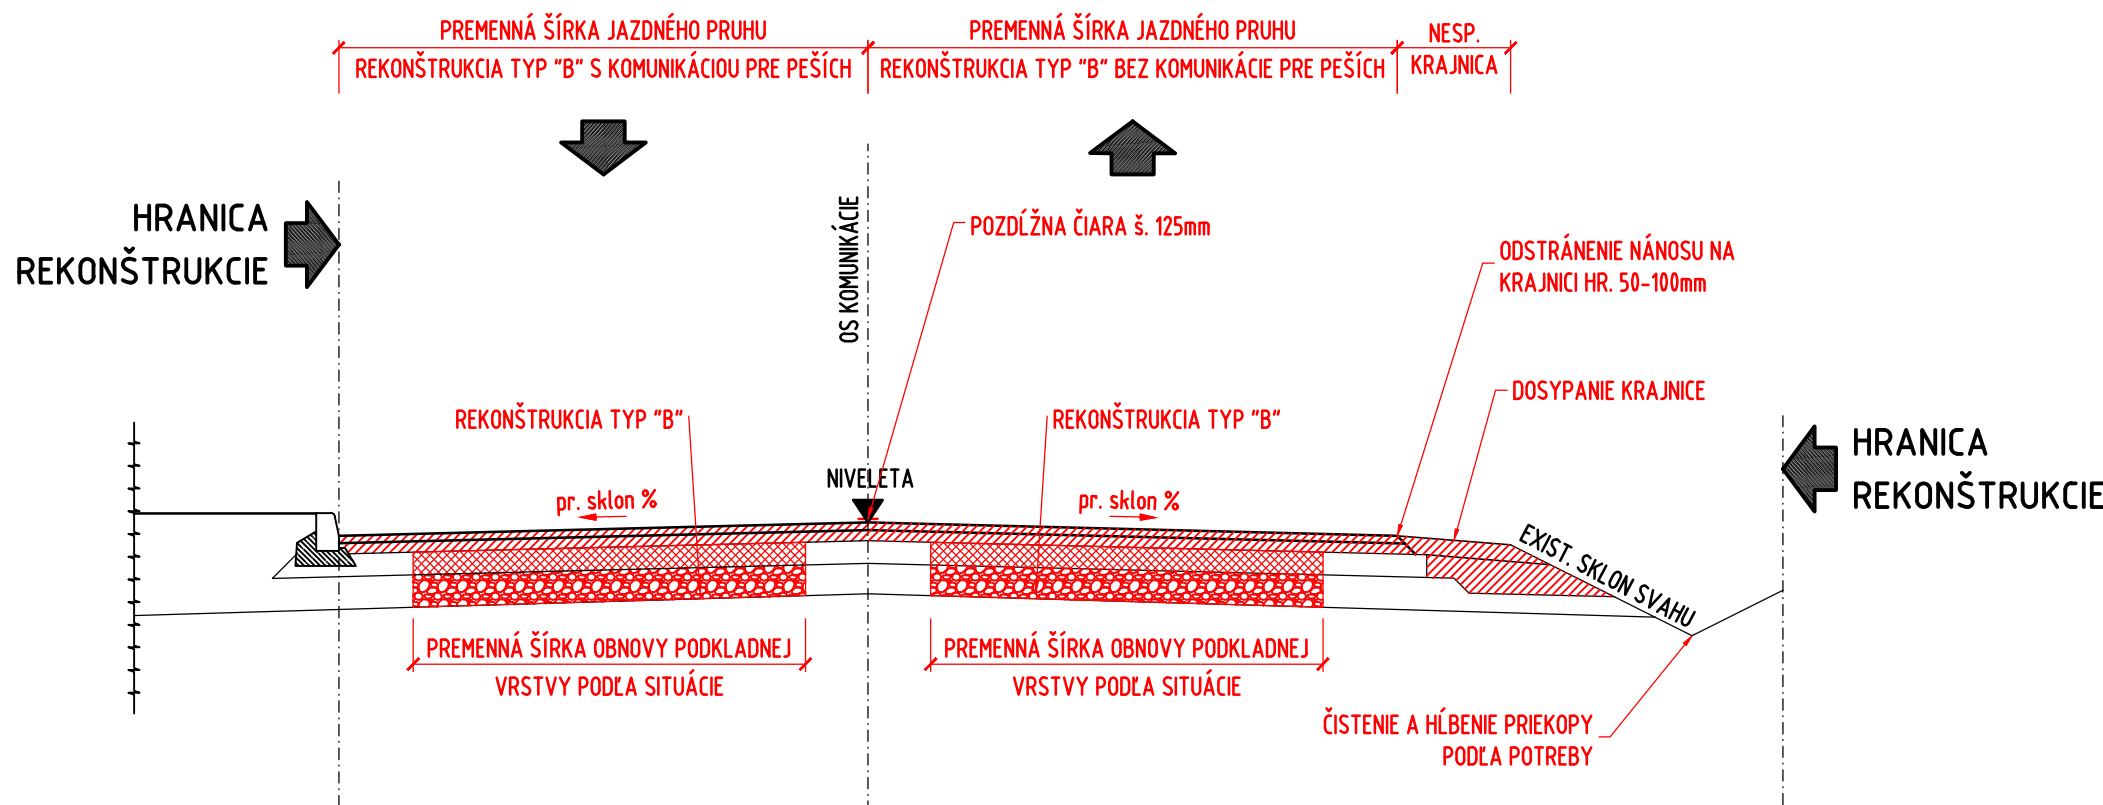 PREMENNÁ ŠÍRKA JAZDNÉHO PRUHU
REKONŠTRUKCIA TYP "B" S KOMUNIKÁCIOU PRE PEŠÍCH
PREMENNÁ ŠÍRKA JAZDNÉHO PRUHU
REKONŠTRUKCIA TYP "B" BEZ KOMUNIKÁCIE PRE PEŠÍCH
NESP.
KRAJNICA
HRANICA
REKONŠTRUKCIE
OS KOMUNIKÁCIE
POZDĹŽNA ČIARA š. 125mm
ODSTRÁNENIE NÁNOSU NA
KRAJNICI HR. 50-100mm
DOSYPANIE KRAJNICE
REKONŠTRUKCIA TYP "B"
REKONŠTRUKCIA TYP "B"
HRANICA
REKONŠTRUKCIE
NIVELETA
pr. sklon %
pr. sklon %
EXIST. SKLON SVAHU
PREMENNÁ ŠÍRKA OBNOVY PODKLADNEJ
VRSTVY PODĽA SITUÁCIE
PREMENNÁ ŠÍRKA OBNOVY PODKLADNEJ
VRSTVY PODĽA SITUÁCIE
ČISTENIE A HĹBENIE PRIEKOPY
PODĽA POTREBY